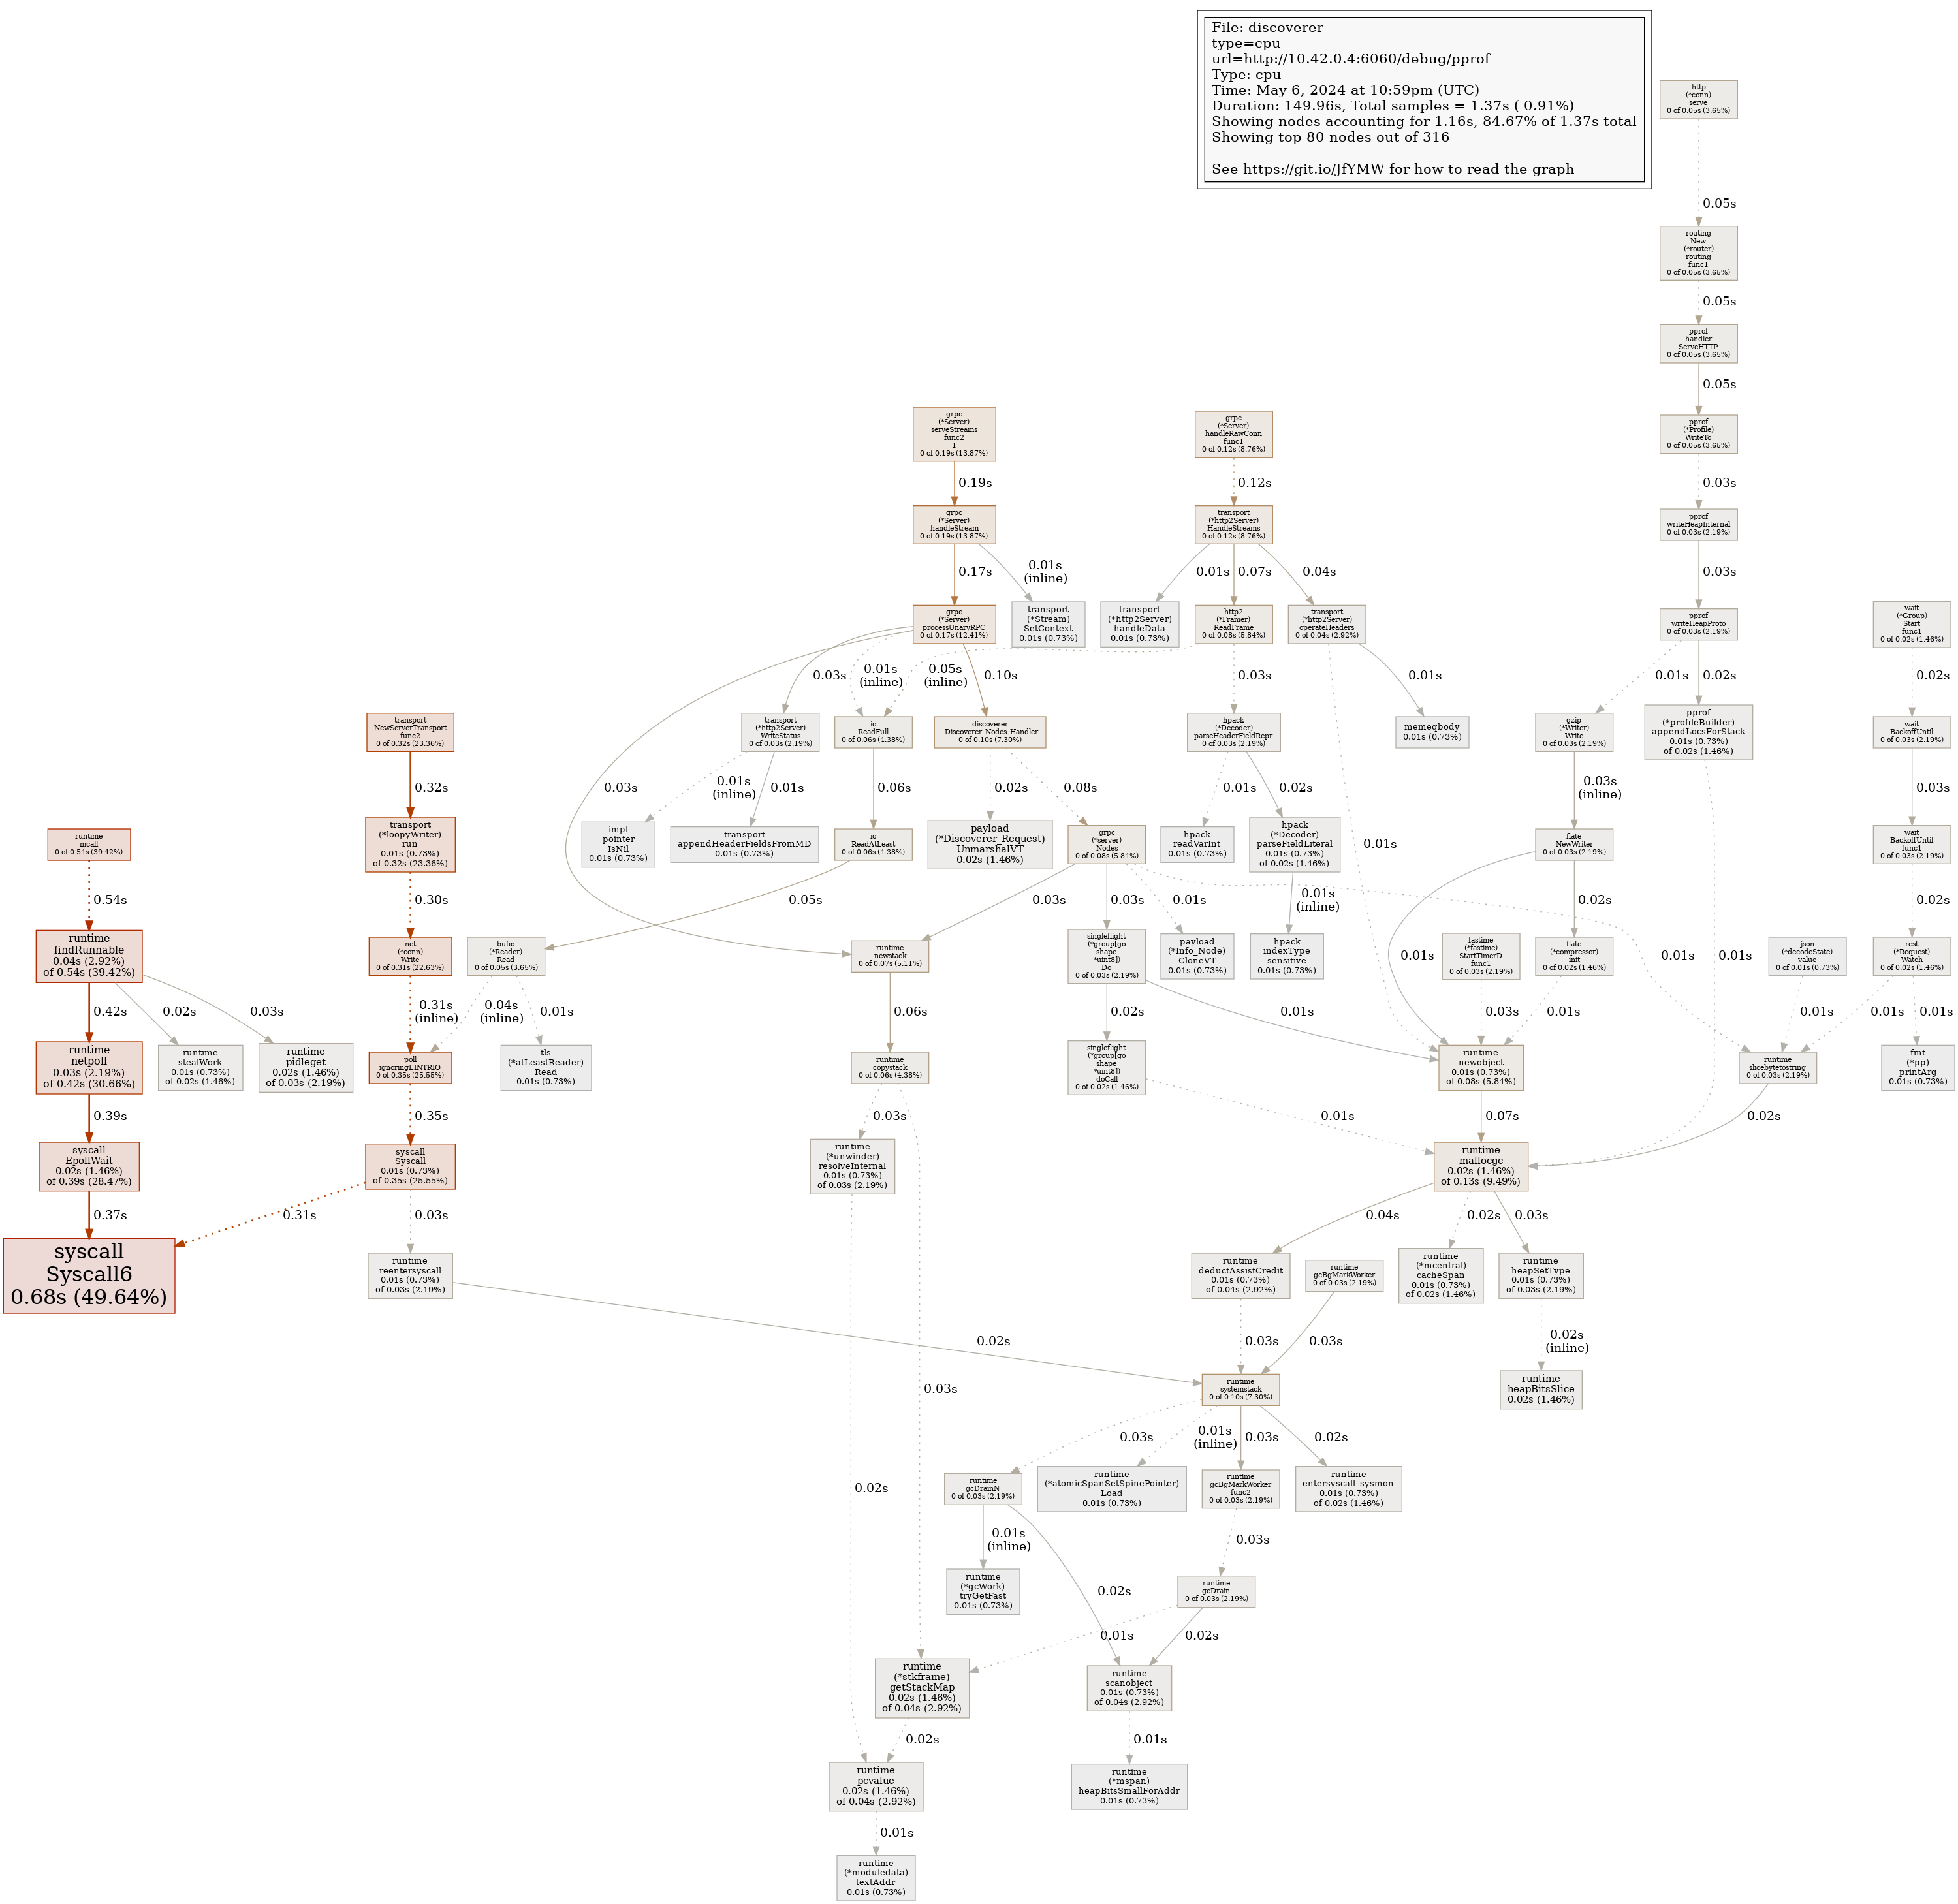 File: discoverer
type=cpu
url=http://10.42.0.4:6060/debug/pprof
Type: cpu
Time: May 6, 2024 at 10:59pm (UTC)
Duration: 149.96s, Total samples = 1.37s ( 0.91%)
Showing nodes accounting for 1.16s, 84.67% of 1.37s total
Showing top 80 nodes out of 316
See https://git.io/JfYMW for how to read the graph
http
(*conn)
serve
0 of 0.05s (3.65%)
0.05s
routing
New
(*router)
routing
func1
0 of 0.05s (3.65%)
0.05s
pprof
handler
ServeHTTP
0 of 0.05s (3.65%)
0.05s
pprof
(*Profile)
WriteTo
0 of 0.05s (3.65%)
0.03s
pprof
writeHeapInternal
0 of 0.03s (2.19%)
0.03s
pprof
writeHeapProto
0 of 0.03s (2.19%)
0.01s
0.02s
gzip
(*Writer)
Write
0 of 0.03s (2.19%)
pprof
(*profileBuilder)
appendLocsForStack
0.01s (0.73%)
of 0.02s (1.46%)
0.03s
(inline)
flate
NewWriter
0 of 0.03s (2.19%)
0.02s
0.01s
0.01s
flate
(*compressor)
init
0 of 0.02s (1.46%)
0.01s
fastime
(*fastime)
StartTimerD
func1
0 of 0.03s (2.19%)
0.03s
wait
(*Group)
Start
func1
0 of 0.02s (1.46%)
0.02s
wait
BackoffUntil
0 of 0.03s (2.19%)
0.03s
wait
BackoffUntil
func1
0 of 0.03s (2.19%)
0.02s
rest
(*Request)
Watch
0 of 0.02s (1.46%)
0.01s
0.01s
json
(*decodeState)
value
0 of 0.01s (0.73%)
0.01s
fmt
(*pp)
printArg
0.01s (0.73%)
runtime
slicebytetostring
0 of 0.03s (2.19%)
0.02s
grpc
(*Server)
serveStreams
func2
1
0 of 0.19s (13.87%)
0.19s
grpc
(*Server)
handleStream
0 of 0.19s (13.87%)
0.17s
0.01s
(inline)
grpc
(*Server)
processUnaryRPC
0 of 0.17s (12.41%)
transport
(*Stream)
SetContext
0.01s (0.73%)
0.03s
0.03s
0.01s
(inline)
0.10s
grpc
(*Server)
handleRawConn
func1
0 of 0.12s (8.76%)
0.12s
transport
(*http2Server)
HandleStreams
0 of 0.12s (8.76%)
0.01s
0.07s
0.04s
transport
(*http2Server)
handleData
0.01s (0.73%)
http2
(*Framer)
ReadFrame
0 of 0.08s (5.84%)
transport
(*http2Server)
operateHeaders
0 of 0.04s (2.92%)
0.05s
(inline)
0.03s
0.01s
0.01s
memeqbody
0.01s (0.73%)
transport
(*http2Server)
WriteStatus
0 of 0.03s (2.19%)
0.01s
(inline)
0.01s
impl
pointer
IsNil
0.01s (0.73%)
transport
appendHeaderFieldsFromMD
0.01s (0.73%)
io
ReadFull
0 of 0.06s (4.38%)
0.06s
io
ReadAtLeast
0 of 0.06s (4.38%)
0.05s
discoverer
_Discoverer_Nodes_Handler
0 of 0.10s (7.30%)
0.02s
0.08s
payload
(*Discoverer_Request)
UnmarshalVT
0.02s (1.46%)
grpc
(*server)
Nodes
0 of 0.08s (5.84%)
0.03s
0.03s
0.01s
0.01s
hpack
(*Decoder)
parseHeaderFieldRepr
0 of 0.03s (2.19%)
0.01s
0.02s
hpack
readVarInt
0.01s (0.73%)
hpack
(*Decoder)
parseFieldLiteral
0.01s (0.73%)
of 0.02s (1.46%)
0.01s
(inline)
hpack
indexType
sensitive
0.01s (0.73%)
payload
(*Info_Node)
CloneVT
0.01s (0.73%)
singleflight
(*group[go
shape
*uint8])
Do
0 of 0.03s (2.19%)
0.02s
0.01s
singleflight
(*group[go
shape
*uint8])
doCall
0 of 0.02s (1.46%)
0.01s
runtime
newstack
0 of 0.07s (5.11%)
0.06s
runtime
copystack
0 of 0.06s (4.38%)
0.03s
0.03s
runtime
(*unwinder)
resolveInternal
0.01s (0.73%)
of 0.03s (2.19%)
0.02s
transport
NewServerTransport
func2
0 of 0.32s (23.36%)
0.32s
transport
(*loopyWriter)
run
0.01s (0.73%)
of 0.32s (23.36%)
0.30s
net
(*conn)
Write
0 of 0.31s (22.63%)
0.31s
(inline)
bufio
(*Reader)
Read
0 of 0.05s (3.65%)
0.04s
(inline)
0.01s
poll
ignoringEINTRIO
0 of 0.35s (25.55%)
tls
(*atLeastReader)
Read
0.01s (0.73%)
0.35s
syscall
Syscall
0.01s (0.73%)
of 0.35s (25.55%)
0.31s
0.03s
runtime
reentersyscall
0.01s (0.73%)
of 0.03s (2.19%)
0.02s
runtime
mcall
0 of 0.54s (39.42%)
0.54s
runtime
findRunnable
0.04s (2.92%)
of 0.54s (39.42%)
0.42s
0.02s
0.03s
runtime
netpoll
0.03s (2.19%)
of 0.42s (30.66%)
runtime
stealWork
0.01s (0.73%)
of 0.02s (1.46%)
runtime
pidleget
0.02s (1.46%)
of 0.03s (2.19%)
0.39s
syscall
EpollWait
0.02s (1.46%)
of 0.39s (28.47%)
0.37s
syscall
Syscall6
0.68s (49.64%)
runtime
newobject
0.01s (0.73%)
of 0.08s (5.84%)
0.07s
runtime
mallocgc
0.02s (1.46%)
of 0.13s (9.49%)
0.04s
0.02s
0.03s
runtime
deductAssistCredit
0.01s (0.73%)
of 0.04s (2.92%)
runtime
gcBgMarkWorker
0 of 0.03s (2.19%)
runtime
(*mcentral)
cacheSpan
0.01s (0.73%)
of 0.02s (1.46%)
runtime
heapSetType
0.01s (0.73%)
of 0.03s (2.19%)
0.03s
0.03s
0.02s
(inline)
runtime
heapBitsSlice
0.02s (1.46%)
runtime
systemstack
0 of 0.10s (7.30%)
0.03s
0.01s
(inline)
0.03s
0.02s
runtime
gcDrainN
0 of 0.03s (2.19%)
runtime
(*atomicSpanSetSpinePointer)
Load
0.01s (0.73%)
runtime
gcBgMarkWorker
func2
0 of 0.03s (2.19%)
runtime
entersyscall_sysmon
0.01s (0.73%)
of 0.02s (1.46%)
0.01s
(inline)
0.02s
0.03s
runtime
(*gcWork)
tryGetFast
0.01s (0.73%)
runtime
gcDrain
0 of 0.03s (2.19%)
0.01s
0.02s
runtime
(*stkframe)
getStackMap
0.02s (1.46%)
of 0.04s (2.92%)
runtime
scanobject
0.01s (0.73%)
of 0.04s (2.92%)
0.02s
0.01s
runtime
pcvalue
0.02s (1.46%)
of 0.04s (2.92%)
runtime
(*mspan)
heapBitsSmallForAddr
0.01s (0.73%)
0.01s
runtime
(*moduledata)
textAddr
0.01s (0.73%)